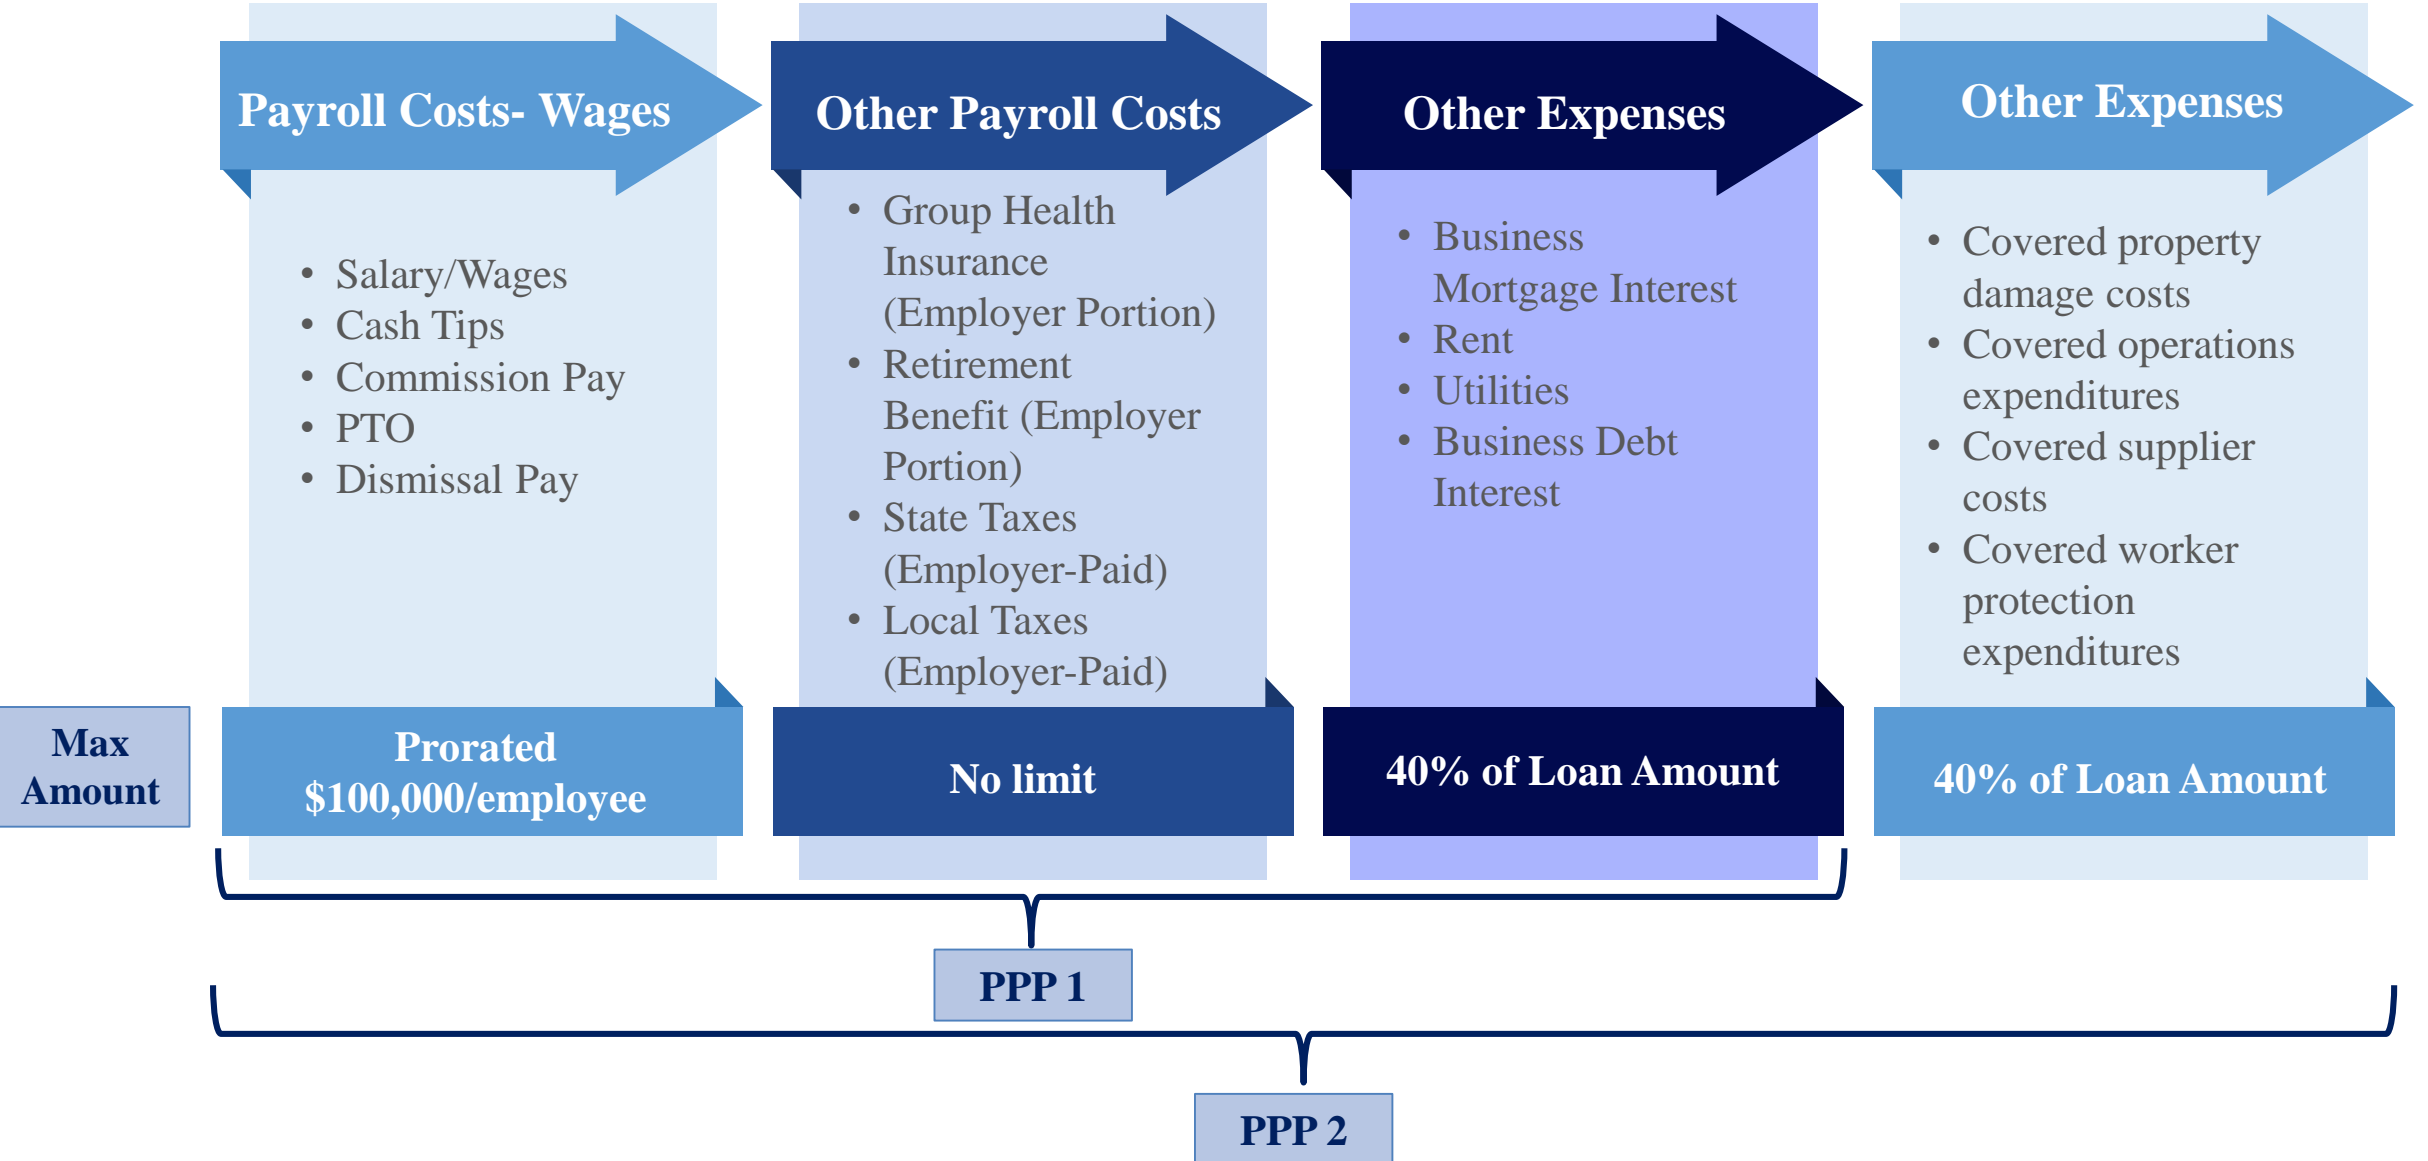 Payroll Costs- Wages
• Salary/Wages
• Cash Tips
• Commission Pay
• PTO
• Dismissal Pay
Other Payroll Costs
• Group Health
Insurance
(Employer Portion)
• Retirement
Benefit (Employer
Portion)
• State Taxes
(Employer-Paid)
• Local Taxes
(Employer-Paid)
Other Expenses
• Business
Mortgage Interest
• Rent
• Utilities
• Business Debt
Interest
Other Expenses
• Covered property
damage costs
• Covered operations
expenditures
• Covered supplier
costs
• Covered worker
protection
expenditures
Max
Amount
Prorated
$100,000/employee
No limit
40% of Loan Amount
40% of Loan Amount
PPP 1
PPP 2